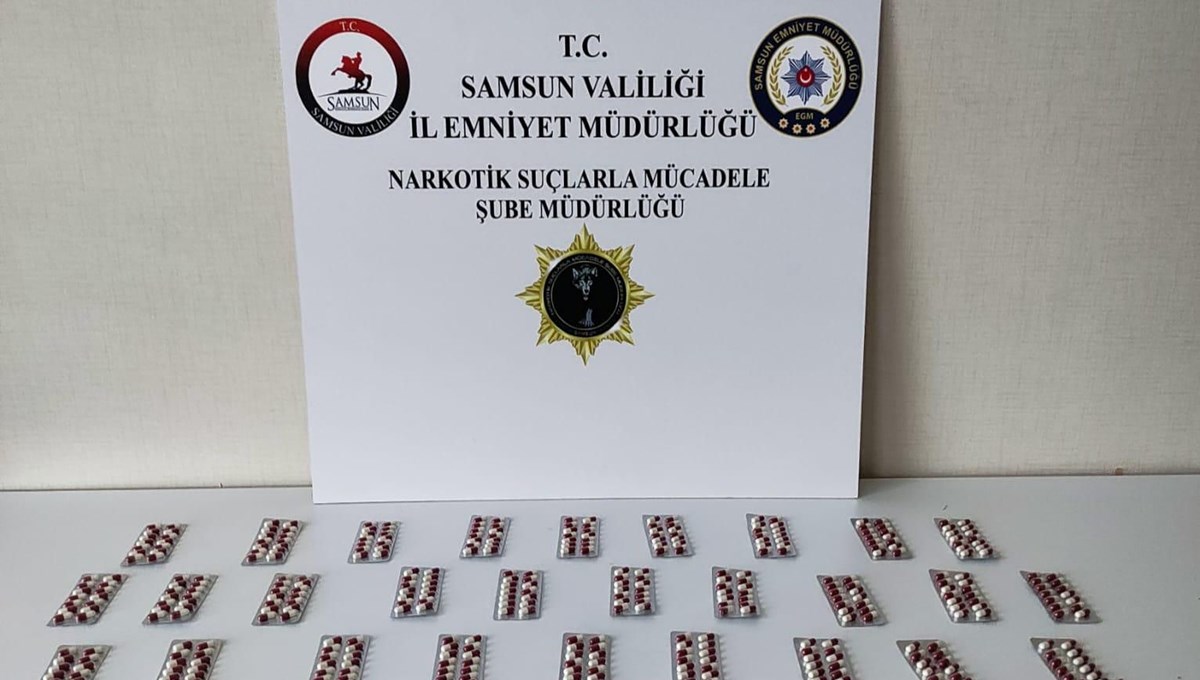 T.C.
SAMSUN
SAMSUN VALİLİĞİ
T.C.
SAMSUN VALİLİĞİ
İL EMNİYET MÜDÜRLÜĞÜ
NARKOTİK SUÇLARLA MÜCADELE
ŞUBE MÜDÜRLÜĞÜ
SAMSUN EMNİYET MÜDÜRLÜĞÜ
EGM